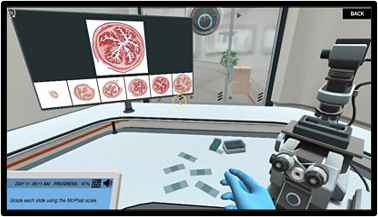 BACK
DAY 11 08:11 AM PROGRESS: 47%
Grade each slide using the McPhail scale.